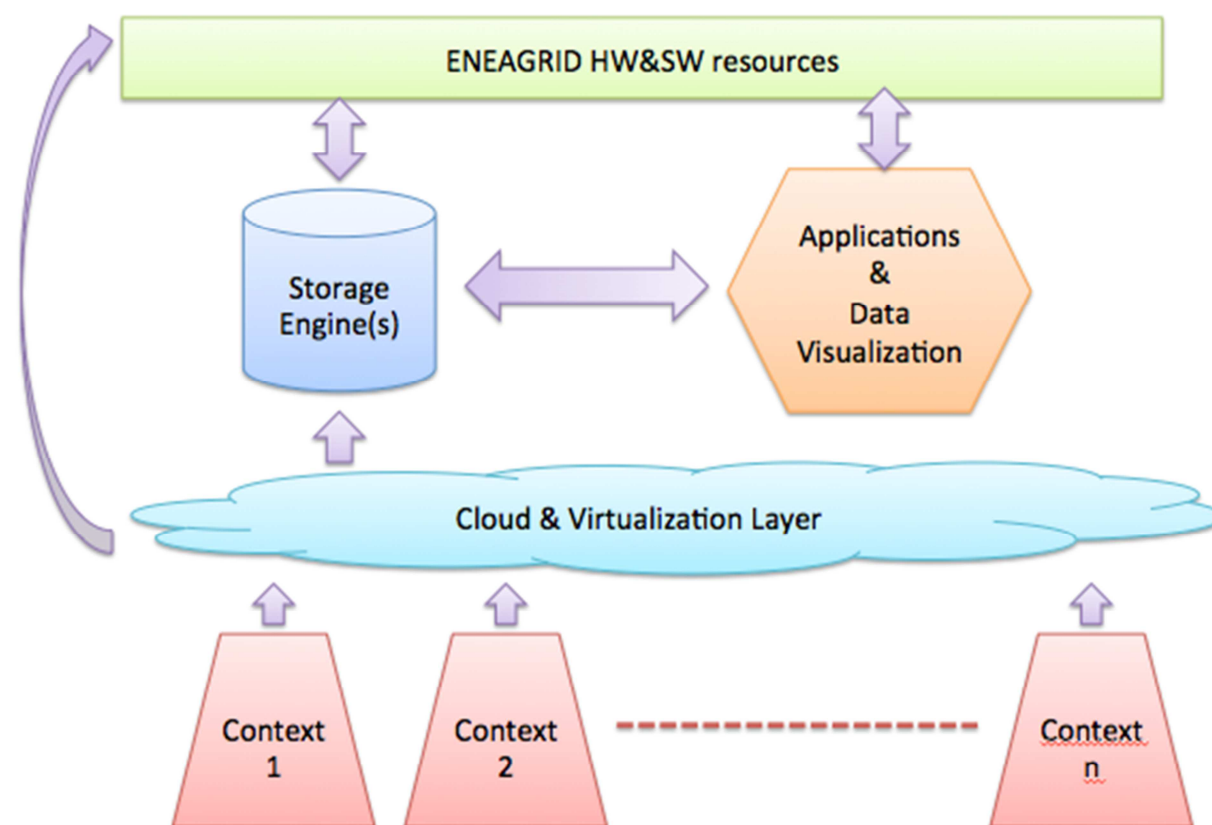 ENEAGRID HW&SW resources
Storage
Engine(s)
Applications
&
Data
Visualization
Cloud & Virtualization Layer
Context
1
Context
2
Context
n